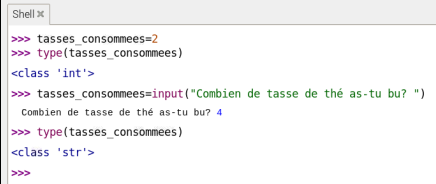 Shell ×
>>> tasses_consommees=2
>>> type(tasses_consommees)
<class 'int'>
>>> tasses_consommees=input("Combien de tasse de thé as-tu bu? ")
Combien de tasse de thé as-tu bu? 4
>>> type(tasses_consommees)
<class 'str'>
>>>